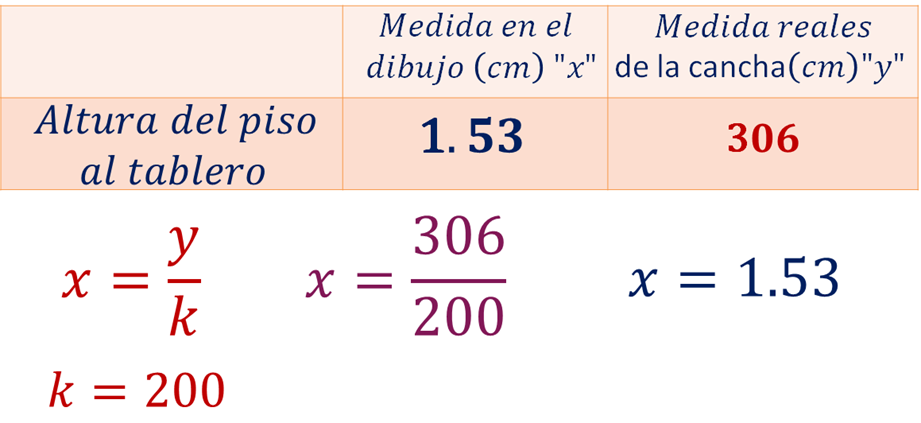 Medida en el Medida reales
dibujo (cm) "x" de la cancha(cm)"y"
Altura del piso
al tablero 1.53 306
x = y/k x = 306/200 x = 1.53
k = 200